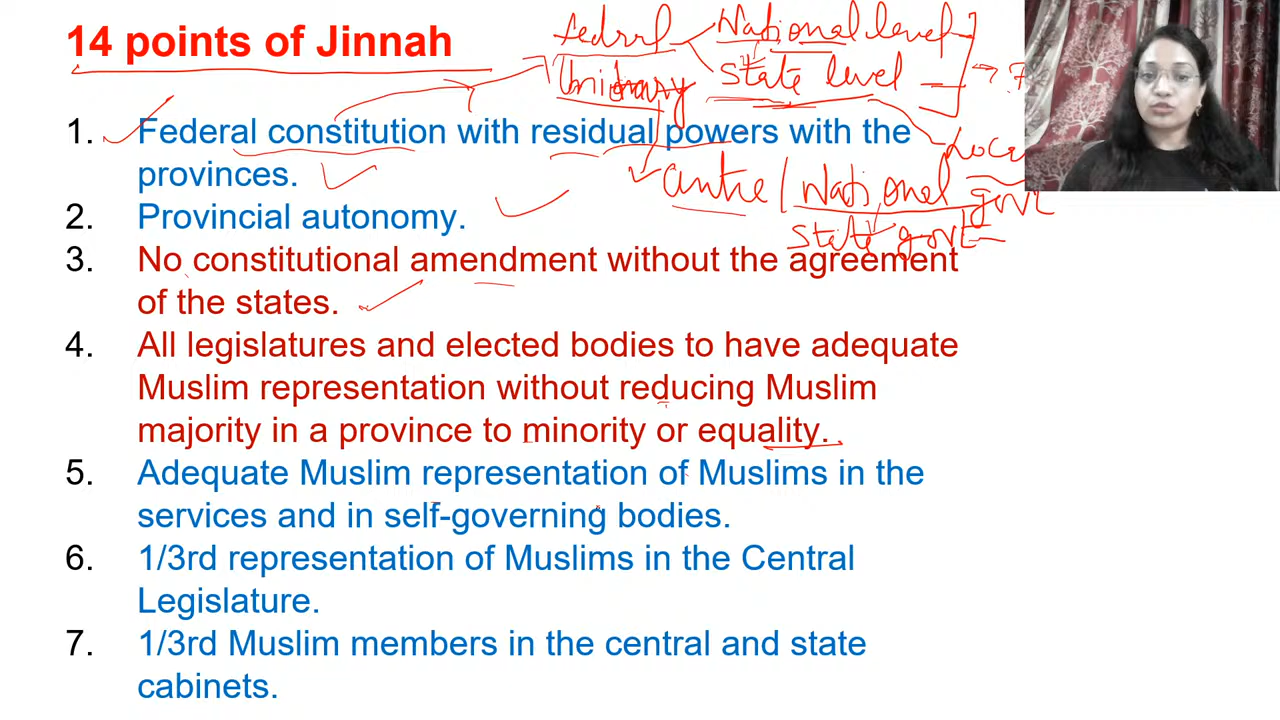 14 points of Jinnah
federal
National level
Unionary
State level
1. Federal constitution with residual powers with the
provinces.
centre / National
govt
State govt
2. Provincial autonomy.
3. No constitutional amendment without the agreement
of the states.
4. All legislatures and elected bodies to have adequate
Muslim representation without reducing Muslim
majority in a province to minority or equality.
5. Adequate Muslim representation of Muslims in the
services and in self-governing bodies.
6. 1/3rd representation of Muslims in the Central
Legislature.
7. 1/3rd Muslim members in the central and state
cabinets.